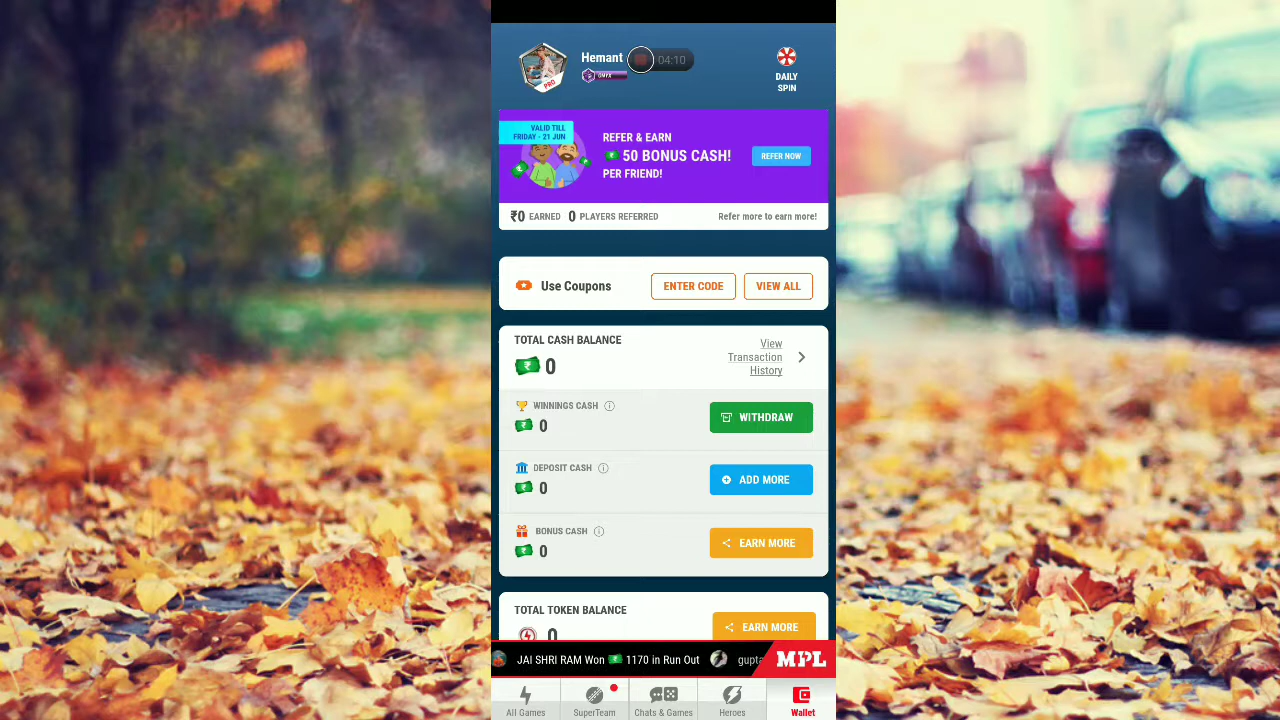 Hemant
04:10
PRO
ONYX
DAILY
SPIN
VALID TILL
FRIDAY - 21 JUN
REFER & EARN
50 BONUS CASH!
PER FRIEND!
REFER NOW
₹0 EARNED 0 PLAYERS REFERRED
Refer more to earn more!
Use Coupons
ENTER CODE
VIEW ALL
TOTAL CASH BALANCE
0
View
Transaction
History
WINNINGS CASH
0
WITHDRAW
DEPOSIT CASH
0
ADD MORE
BONUS CASH
0
EARN MORE
TOTAL TOKEN BALANCE
0
EARN MORE
JAI SHRI RAM Won 1170 in Run Out
gupta
MPL
All Games
SuperTeam
Chats & Games
Heroes
Wallet